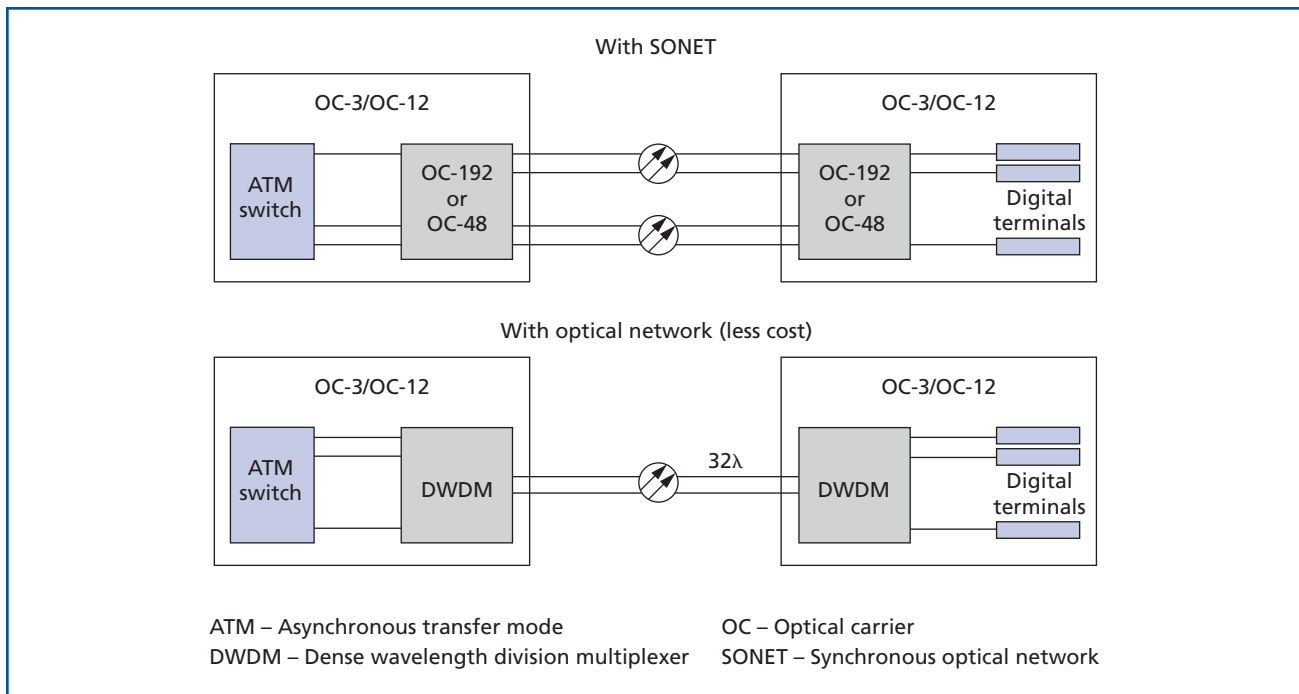 With SONET
OC-3/OC-12
ATM
switch
OC-192
or
OC-48
OC-3/OC-12
OC-192
or
OC-48
Digital
terminals
With optical network (less cost)
OC-3/OC-12
ATM
switch
DWDM
32λ
OC-3/OC-12
DWDM
Digital
terminals
ATM – Asynchronous transfer mode
DWDM – Dense wavelength division multiplexer
OC – Optical carrier
SONET – Synchronous optical network